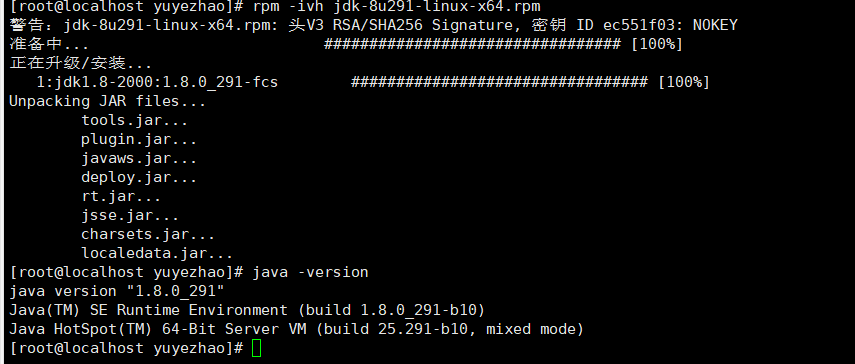 [root@localhost yuyezhao]# rpm -ivh jdk-8u291-linux-x64.rpm
警告：jdk-8u291-linux-x64.rpm: 头V3 RSA/SHA256 Signature, 密钥 ID ec551f03: NOKEY
准备中... ################################# [100%]
正在升级/安装...
1:jdk1.8-2000:1.8.0_291-fcs ################################# [100%]
Unpacking JAR files...
tools.jar...
plugin.jar...
javaws.jar...
deploy.jar...
rt.jar...
jsse.jar...
charsets.jar...
localedata.jar...
[root@localhost yuyezhao]# java -version
java version "1.8.0_291"
Java(TM) SE Runtime Environment (build 1.8.0_291-b10)
Java HotSpot(TM) 64-Bit Server VM (build 25.291-b10, mixed mode)
[root@localhost yuyezhao]#